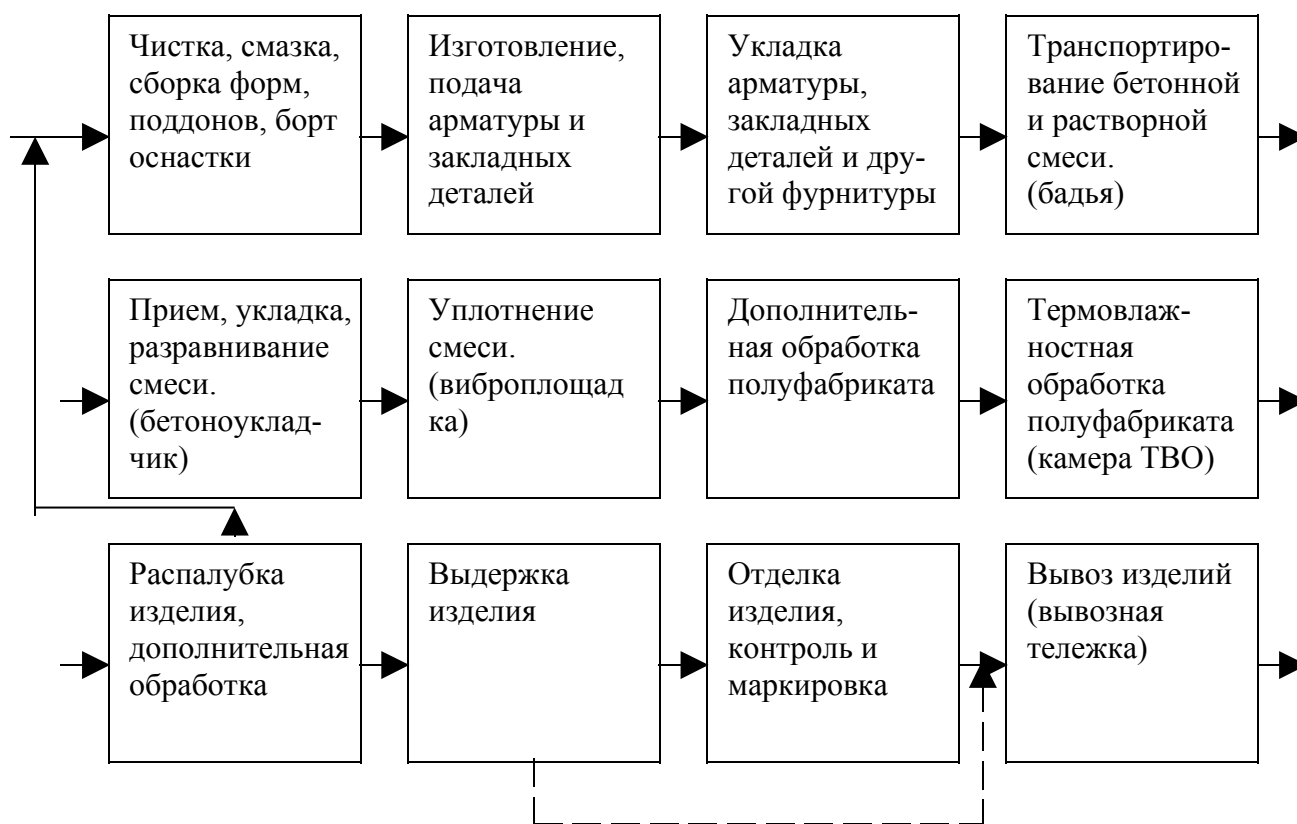 Чистка, смазка,
сборка форм,
поддонов, борт
оснастки
Изготовление,
подача
арматуры и
закладных
деталей
Укладка
арматуры,
закладных
деталей и дру-
гой фурнитуры
Транспортиро-
вание бетонной
и растворной
смеси.
(бадья)
Прием, укладка,
разравнивание
смеси.
(бетоноуклад-
чик)
Уплотнение
смеси.
(виброплощад
ка)
Дополнитель-
ная обработка
полуфабриката
Термовлаж-
ностная
обработка
полуфабриката
(камера ТВО)
Распалубка
изделия,
дополнительная
обработка
Выдержка
изделия
Отделка
изделия,
контроль и
маркировка
Вывоз изделий
(вывозная
тележка)